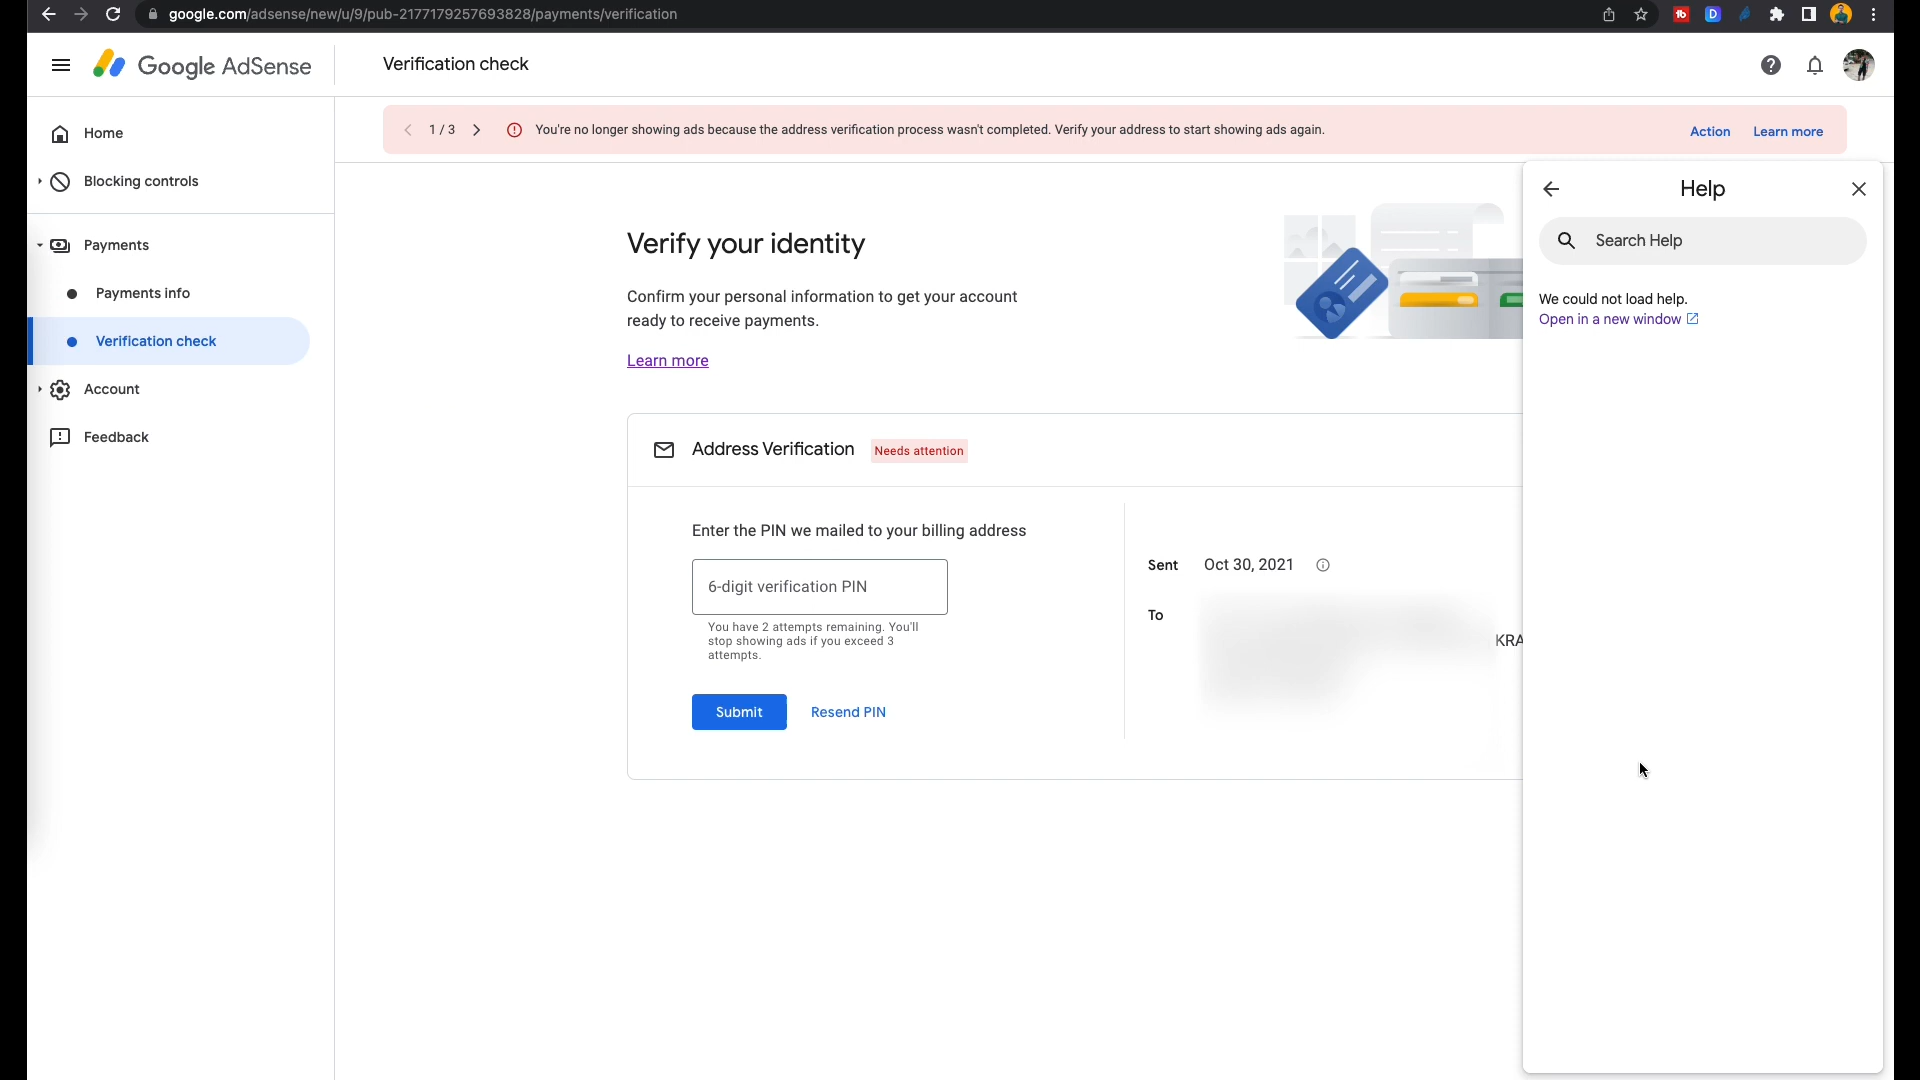 google.com/adsense/new/u/9/pub-2177179257693828/payments/verification
Google AdSense
Verification check
Home
Blocking controls
Payments
Payments info
Verification check
Account
Feedback
1 / 3
You're no longer showing ads because the address verification process wasn't completed. Verify your address to start showing ads again.
Action
Learn more
Verify your identity
Confirm your personal information to get your account
ready to receive payments.
Learn more
Address Verification
Needs attention
Enter the PIN we mailed to your billing address
6-digit verification PIN
You have 2 attempts remaining. You'll
stop showing ads if you exceed 3
attempts.
Submit
Resend PIN
Sent
Oct 30, 2021
To
KRA
Help
Search Help
We could not load help.
Open in a new window